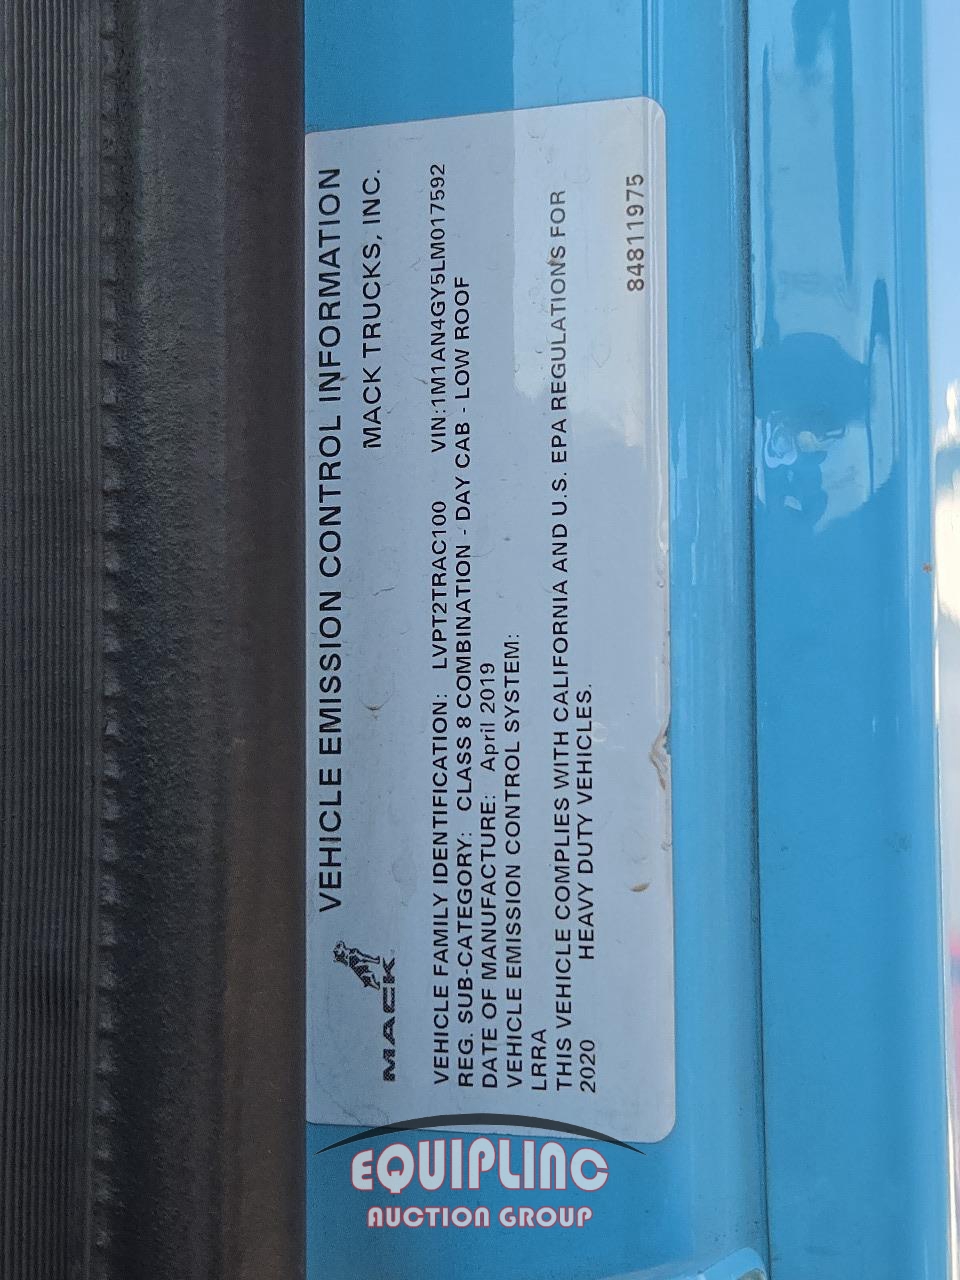 VEHICLE EMISSION CONTROL INFORMATION
MACK
MACK TRUCKS, INC.
VEHICLE FAMILY IDENTIFICATION: LVPT2TRAC100 VIN:1M1AN4GY5LM017592
REG. SUB-CATEGORY: CLASS 8 COMBINATION - DAY CAB - LOW ROOF
DATE OF MANUFACTURE: April 2019
VEHICLE EMISSION CONTROL SYSTEM:
LRRA
THIS VEHICLE COMPLIES WITH CALIFORNIA AND U.S. EPA REGULATIONS FOR
2020 HEAVY DUTY VEHICLES.
84811975
EQUIPLINC
AUCTION GROUP